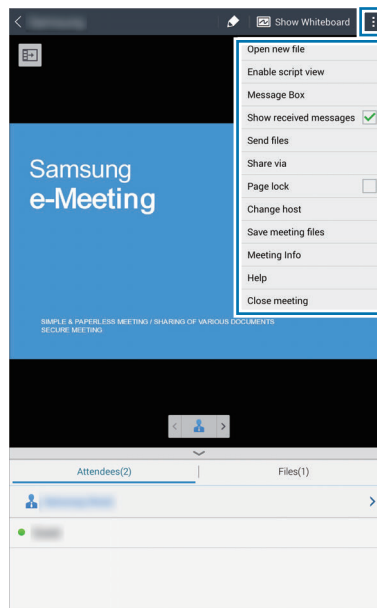 Show Whiteboard
Open new file
Enable script view
Message Box
Show received messages
Send files
Share via
Page lock
Change host
Save meeting files
Meeting Info
Help
Close meeting
Samsung
e-Meeting
SIMPLE & PAPERLESS MEETING / SHARING OF VARIOUS DOCUMENTS
SECURE MEETING
Attendees(2)
Files(1)